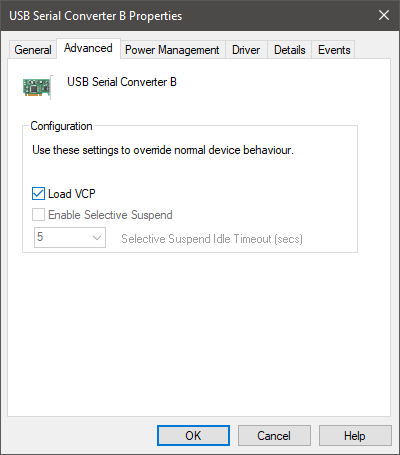 USB Serial Converter B Properties
General Advanced Power Management Driver Details Events
USB Serial Converter B
Configuration
Use these settings to override normal device behaviour.
Load VCP
Enable Selective Suspend
5 Selective Suspend Idle Timeout (secs)
OK Cancel Help